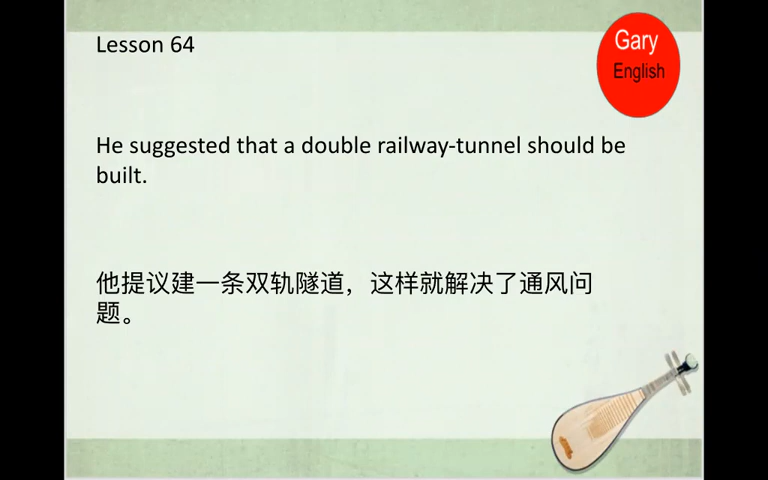 Lesson 64
Gary
English
He suggested that a double railway-tunnel should be
built.
他提议建一条双轨隧道，这样就解决了通风问
题。